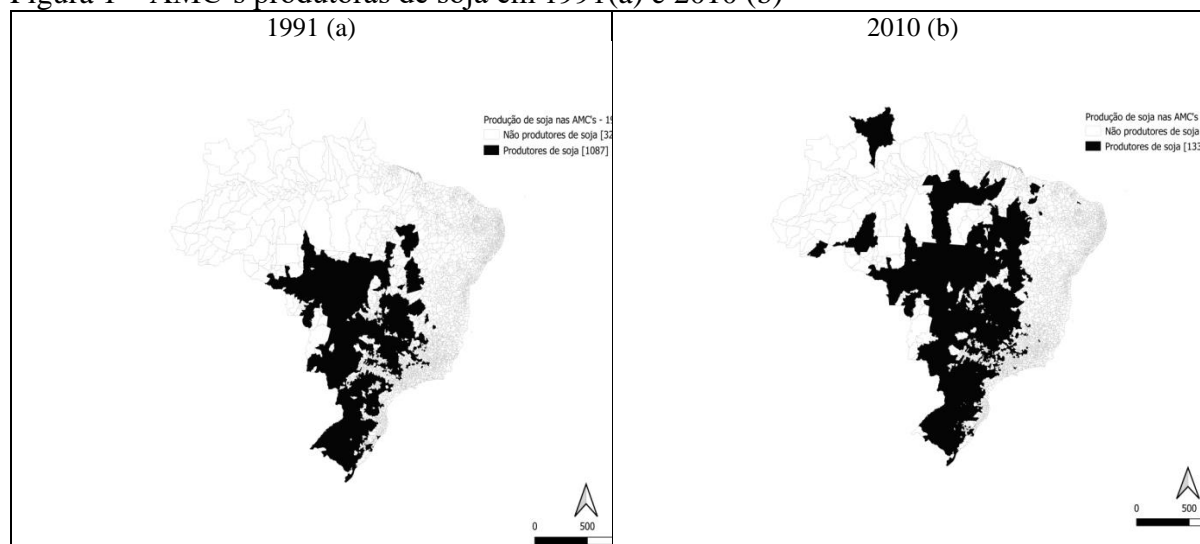 Figura 1 – AMC's produtoras de soja em 1991(a) e 2010 (b)
1991 (a)
2010 (b)
Produção de soja nas AMC's - 19
Não produtores de soja [32
Produtores de soja [1087]
0 500
Produção de soja nas AMC's
Não produtores de soja
Produtores de soja [133
0 500